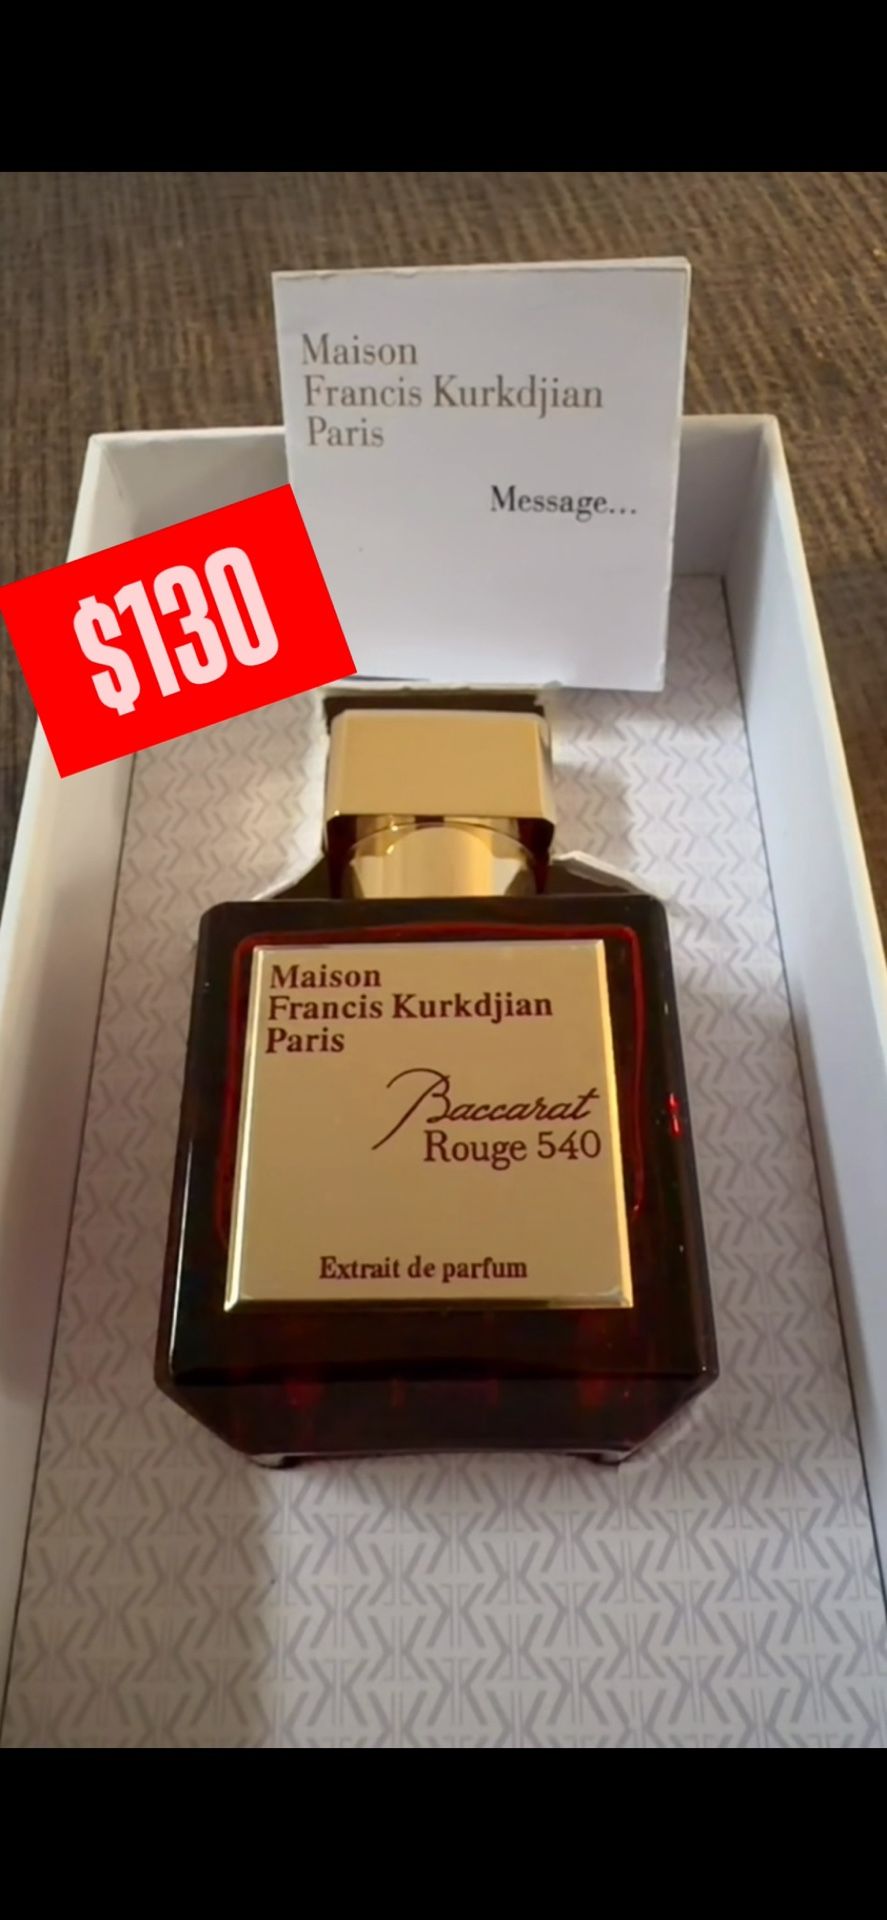 Maison
Francis Kurkdjian
Paris
Message...
$130
Maison
Francis Kurkdjian
Paris
Baccarat
Rouge 540
Extrait de parfum